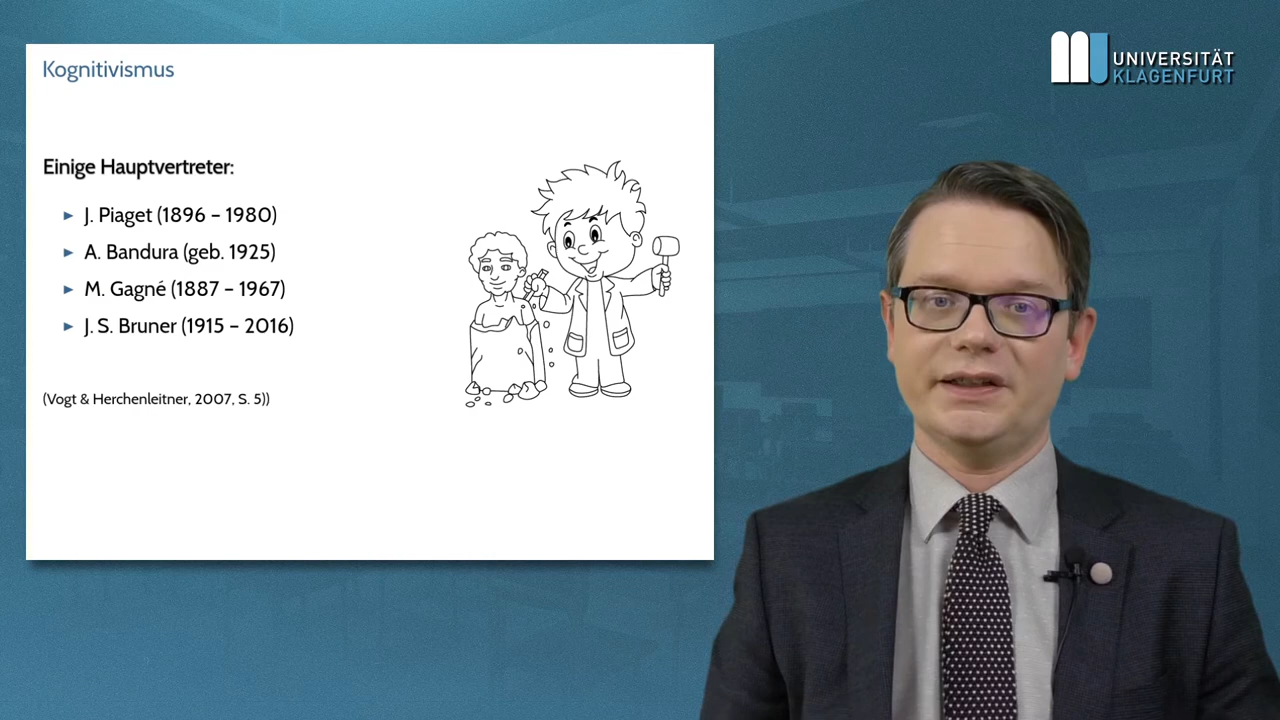 Kognitivismus
Einige Hauptvertreter:
► J. Piaget (1896 – 1980)
► A. Bandura (geb. 1925)
► M. Gagné (1887 – 1967)
► J. S. Bruner (1915 – 2016)
(Vogt & Herchenleitner, 2007, S. 5))
UNIVERSITÄT
KLAGENFURT